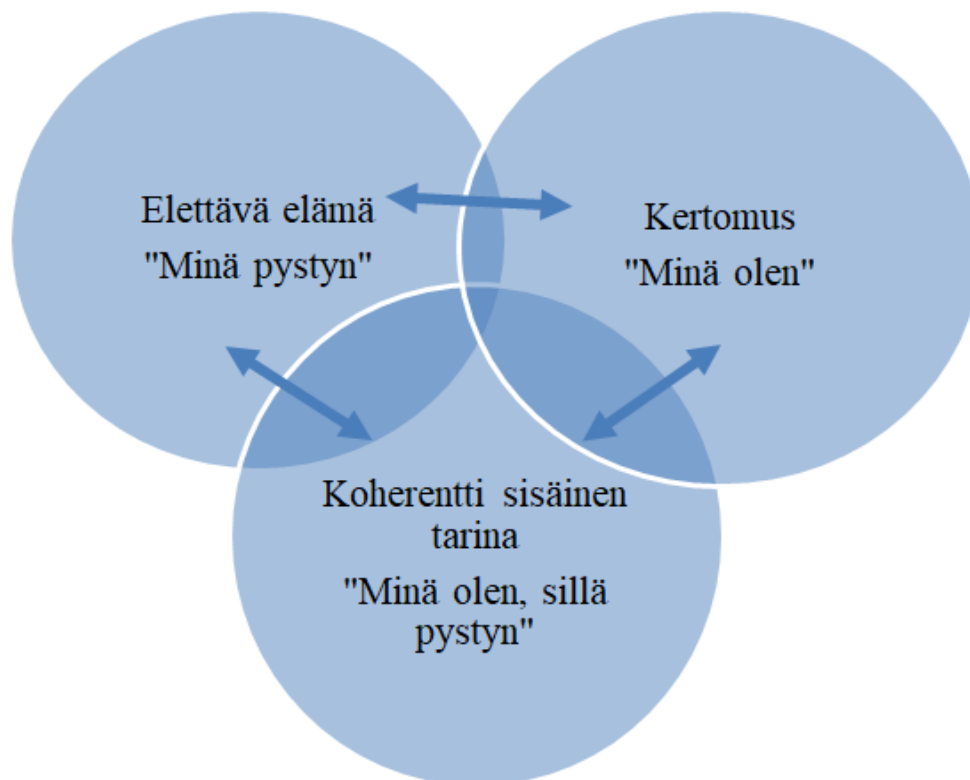 Elettävä elämä
"Minä pystyn"
Kertomus
"Minä olen"
Koherentti sisäinen
tarina
"Minä olen, sillä
pystyn"